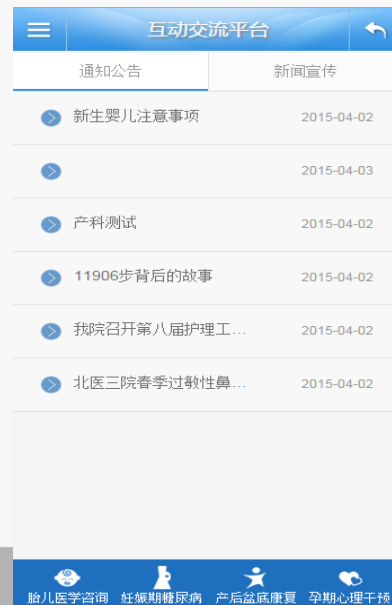 互动交流平台
通知公告 新闻宣传
新生婴儿注意事项 2015-04-02
2015-04-03
产科测试 2015-04-02
11906步背后的故事 2015-04-02
我院召开第八届护理工... 2015-04-02
北医三院春季过敏性鼻... 2015-04-02
胎儿医学咨询 妊娠期糖尿病 产后盆底康复 孕期心理干预